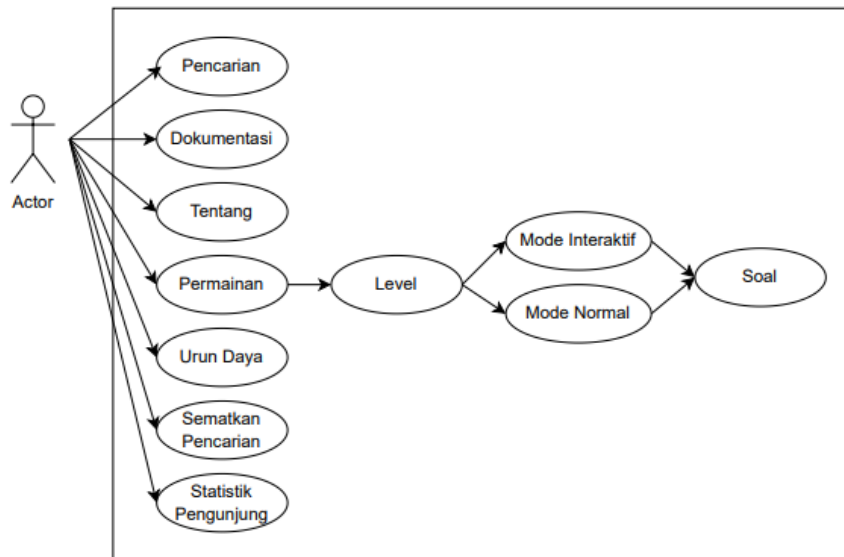 Pencarian
Dokumentasi
Actor
Tentang
Permainan
Level
Mode Interaktif
Mode Normal
Soal
Urun Daya
Sematkan
Pencarian
Statistik
Pengunjung